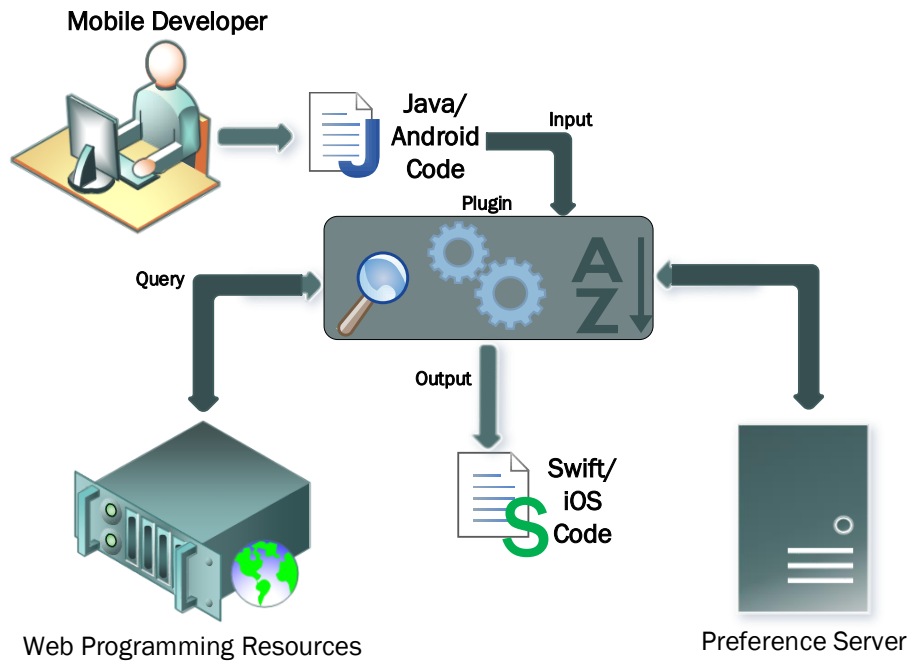 Mobile Developer
Java/
Android
Code
J
Input
Plugin
A
Z
Query
Output
Swift/
iOS
Code
S
Web Programming Resources
Preference Server